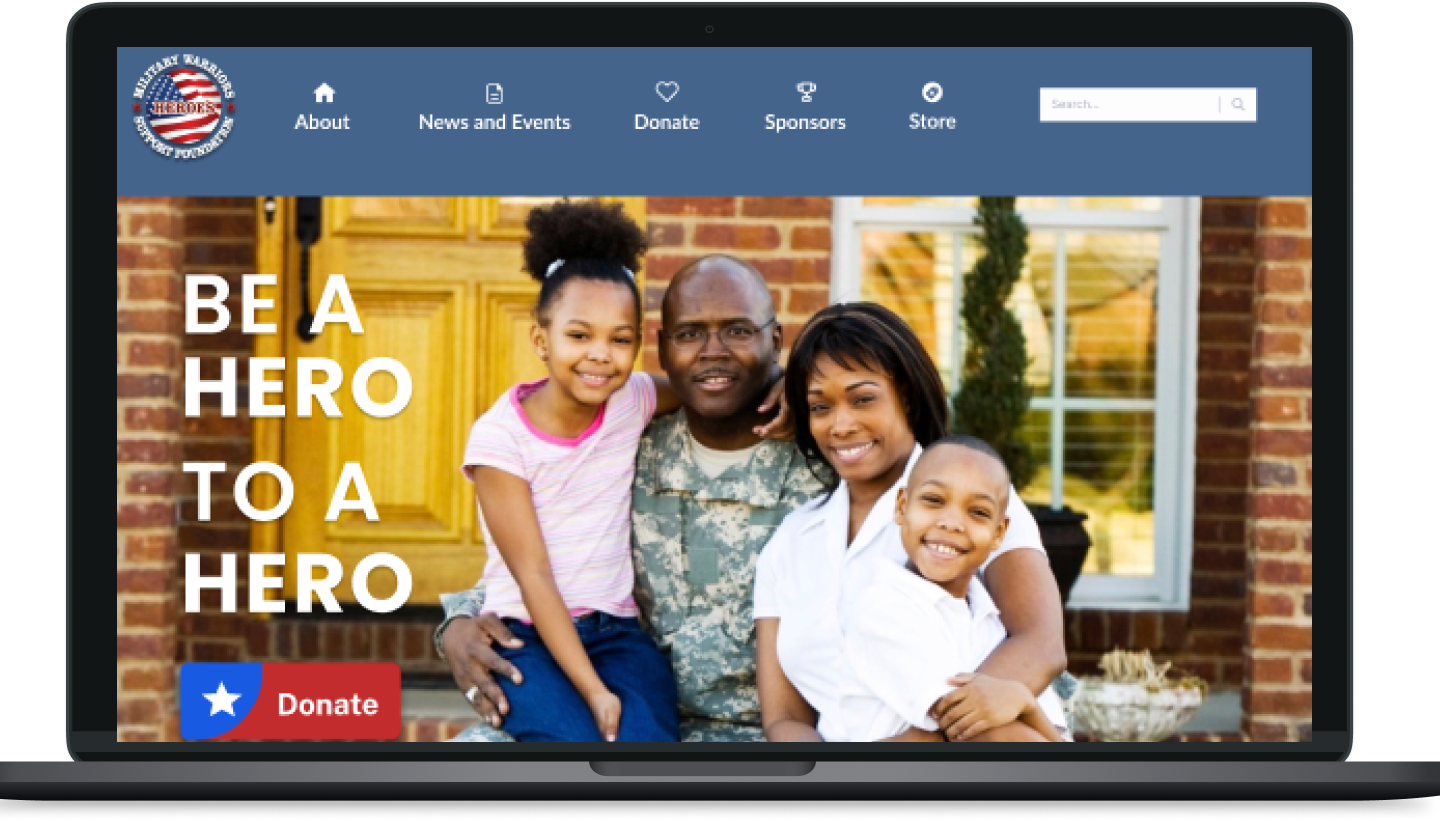 MILITARY WARRIORS
HEROES
SUPPORT FOUNDATION
About
News and Events
Donate
Sponsors
Store
Search...
BE A
HERO
TO A
HERO
Donate